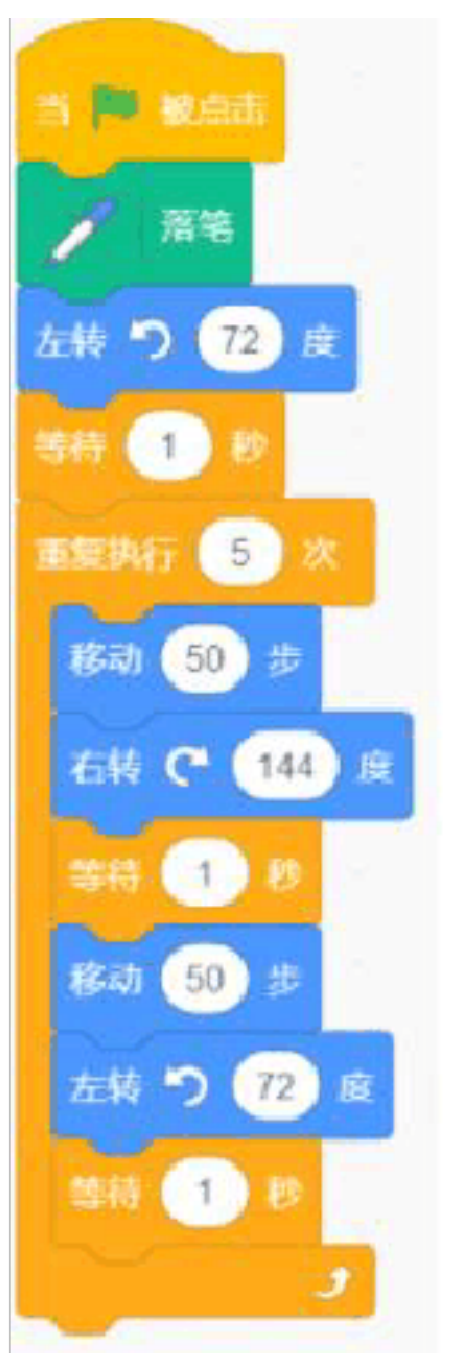 当 被点击
落笔
左转 72 度
等待 1 秒
重复执行 5 次
移动 50 步
右转 144 度
等待 1 秒
移动 50 步
左转 72 度
等待 1 秒